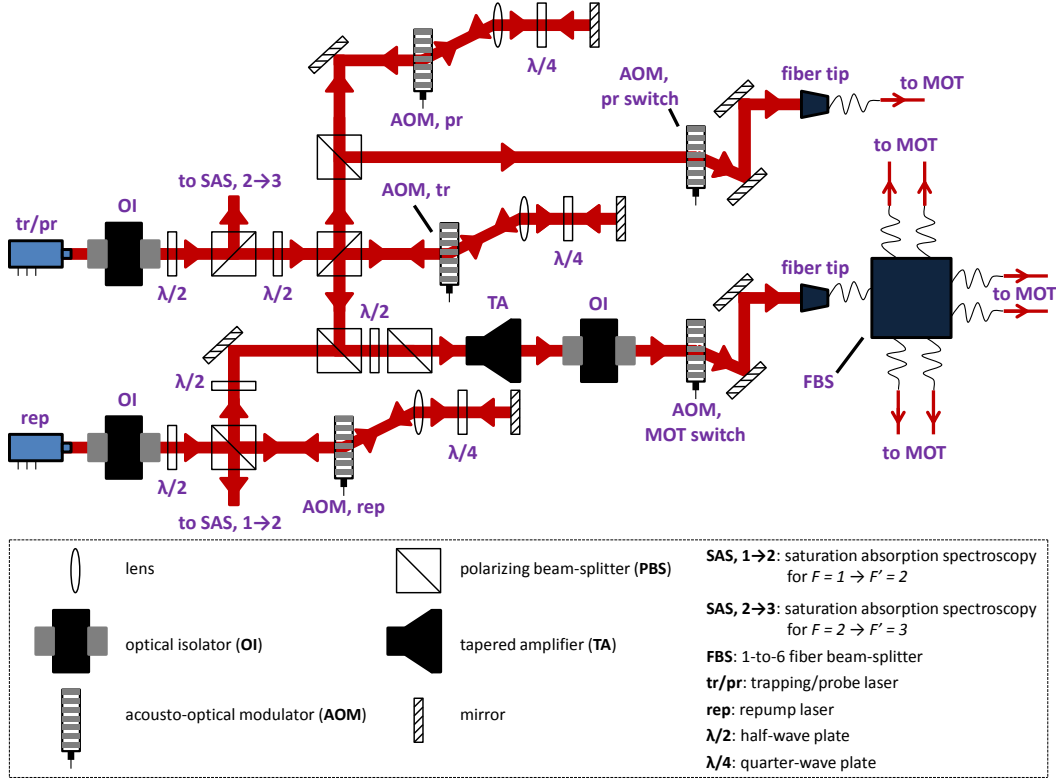 λ/4
AOM, pr
AOM,
pr switch
fiber tip
to MOT
to MOT
to SAS, 2→3
AOM, tr
OI
tr/pr
λ/2
λ/2
λ/4
fiber tip
to MOT
λ/2
TA
OI
FBS
λ/2
OI
rep
λ/2
λ/4
AOM,
MOT switch
to MOT
AOM, rep
to SAS, 1→2
lens
polarizing beam-splitter (PBS)
SAS, 1→2: saturation absorption spectroscopy
for F = 1 → F' = 2
optical isolator (OI)
tapered amplifier (TA)
SAS, 2→3: saturation absorption spectroscopy
for F = 2 → F' = 3
FBS: 1-to-6 fiber beam-splitter
tr/pr: trapping/probe laser
acousto-optical modulator (AOM)
mirror
rep: repump laser
λ/2: half-wave plate
λ/4: quarter-wave plate